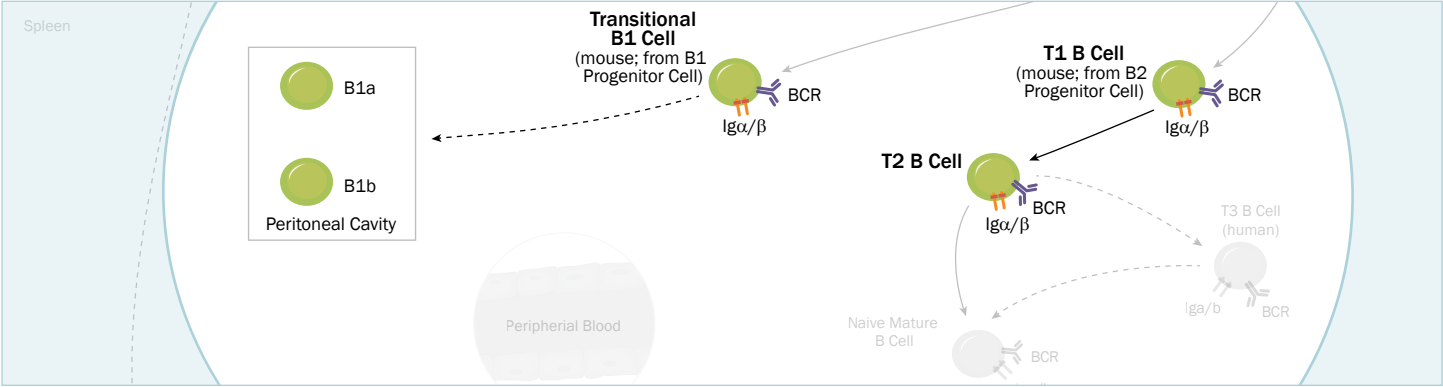 Spleen
Transitional
B1 Cell
(mouse; from B1
Progenitor Cell)
BCR
Igα/β
B1a
B1b
Peritoneal Cavity
T1 B Cell
(mouse; from B2
Progenitor Cell)
BCR
Igα/β
T2 B Cell
BCR
Igα/β
T3 B Cell
(human)
Iga/b
BCR
Peripherial Blood
Naive Mature
B Cell
BCR